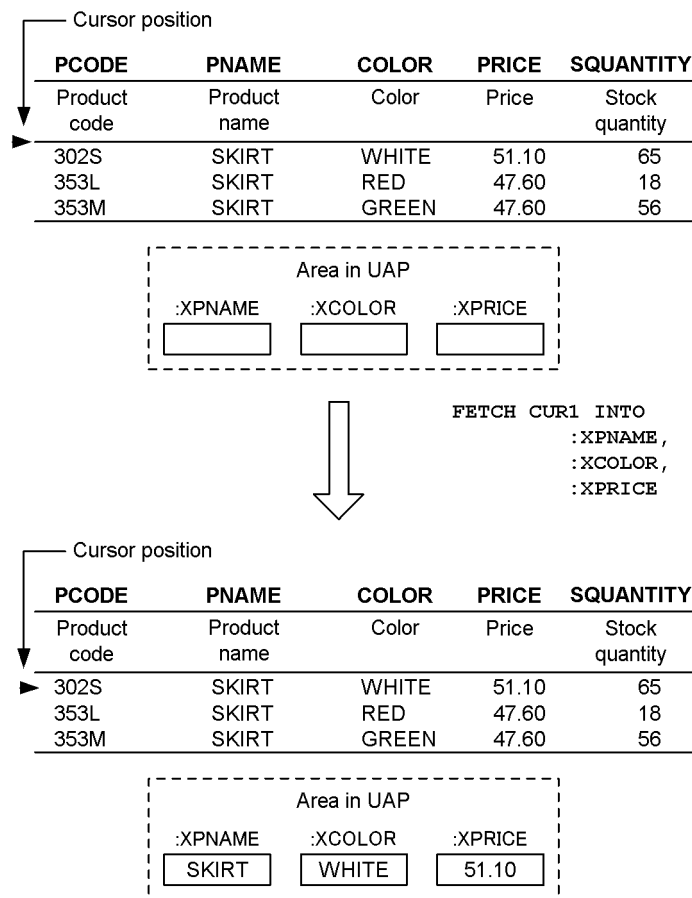 Cursor position
PCODE PNAME COLOR PRICE SQUANTITY
Product code Product name Color Price Stock quantity
302S SKIRT WHITE 51.10 65
353L SKIRT RED 47.60 18
353M SKIRT GREEN 47.60 56
Area in UAP
:XPNAME :XCOLOR :XPRICE
FETCH CUR1 INTO
:XPNAME,
:XCOLOR,
:XPRICE
Cursor position
PCODE PNAME COLOR PRICE SQUANTITY
Product code Product name Color Price Stock quantity
302S SKIRT WHITE 51.10 65
353L SKIRT RED 47.60 18
353M SKIRT GREEN 47.60 56
Area in UAP
:XPNAME :XCOLOR :XPRICE
SKIRT WHITE 51.10